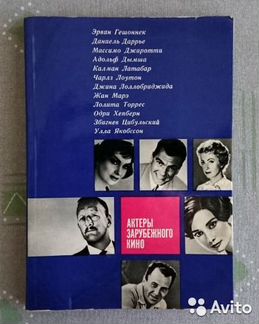 Эрвин Гешоннек
Даниель Даррье
Массимо Джиротти
Адольф Дымша
Калман Латабар
Чарлз Лоутон
Джина Лоллобриджида
Жан Марэ
Лолита Торрес
Одри Хепберн
Збигнев Цибульский
Улла Якобссон
АКТЕРЫ
ЗАРУБЕЖНОГО
КИНО
Avito